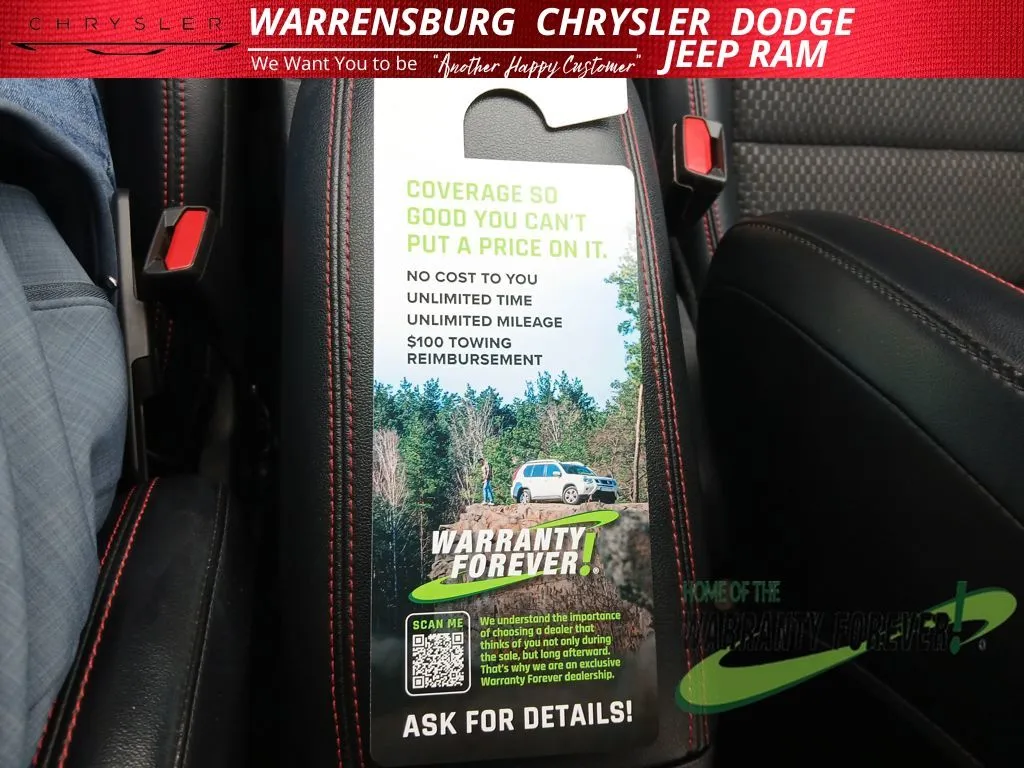 CHRYSLER
WARRENSBURG CHRYSLER DODGE
JEEP RAM
We Want You to be "Another Happy Customer"
COVERAGE SO
GOOD YOU CAN'T
PUT A PRICE ON IT.
NO COST TO YOU
UNLIMITED TIME
UNLIMITED MILEAGE
$100 TOWING
REIMBURSEMENT
WARRANTY
FOREVER!®
SCAN ME
We understand the importance
of choosing a dealer that
thinks of you not only during
the sale, but long afterward.
That's why we are an exclusive
Warranty Forever dealership.
ASK FOR DETAILS!
HOME OF THE
WARRANTY FOREVER!®